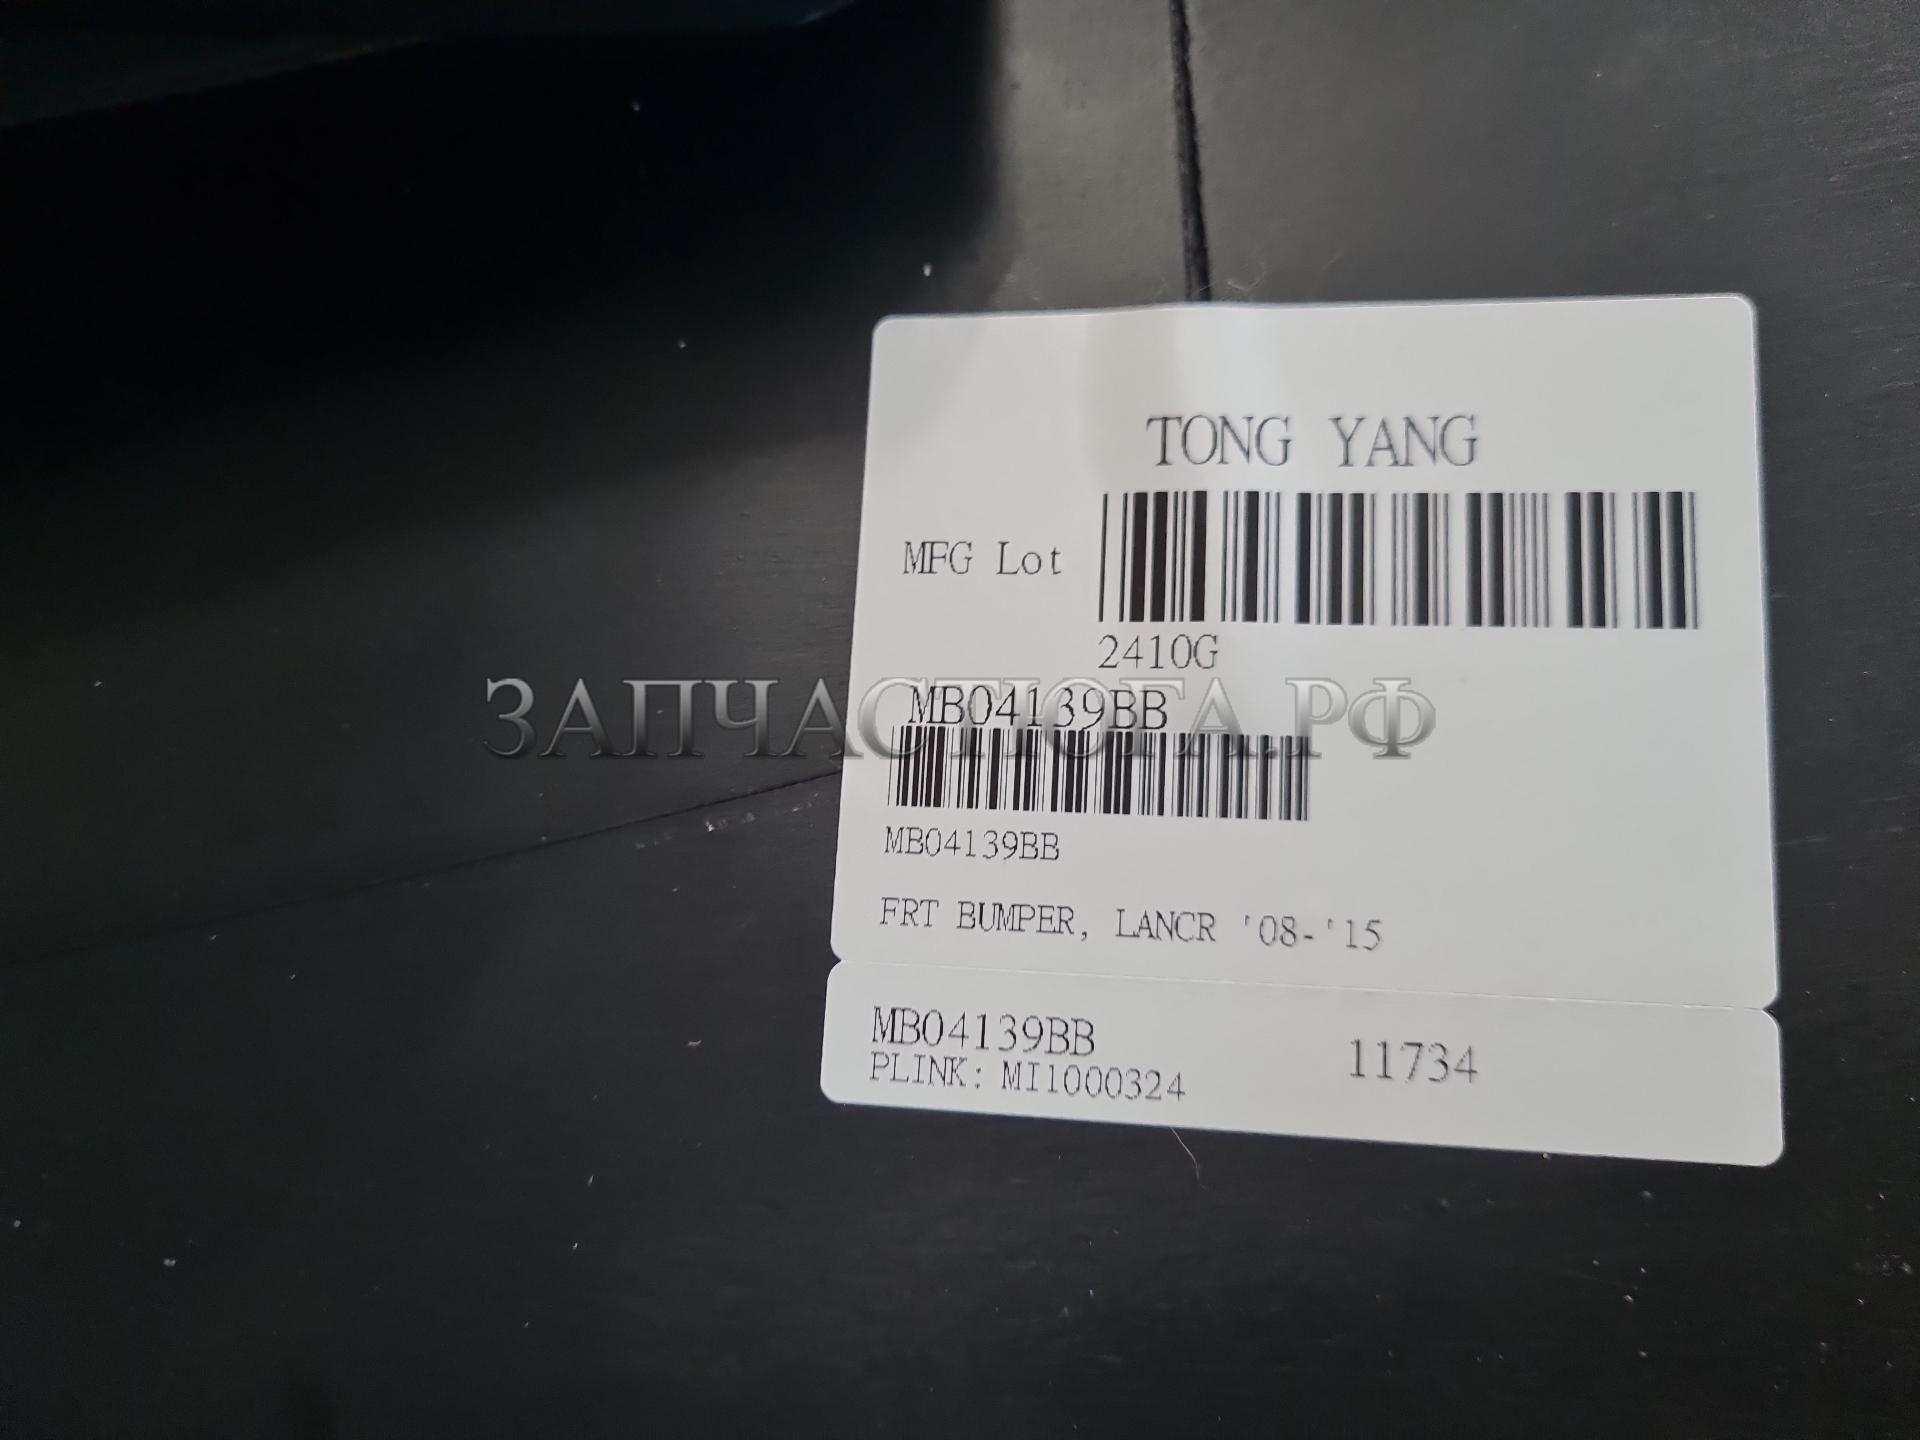 TONG YANG
MFG Lot
2410G
ЗАПЧАСТЮГА.РФ
MB04139BB
MB04139BB
FRT BUMPER, LANCR '08-'15
MB04139BB 11734
PLINK: MI1000324